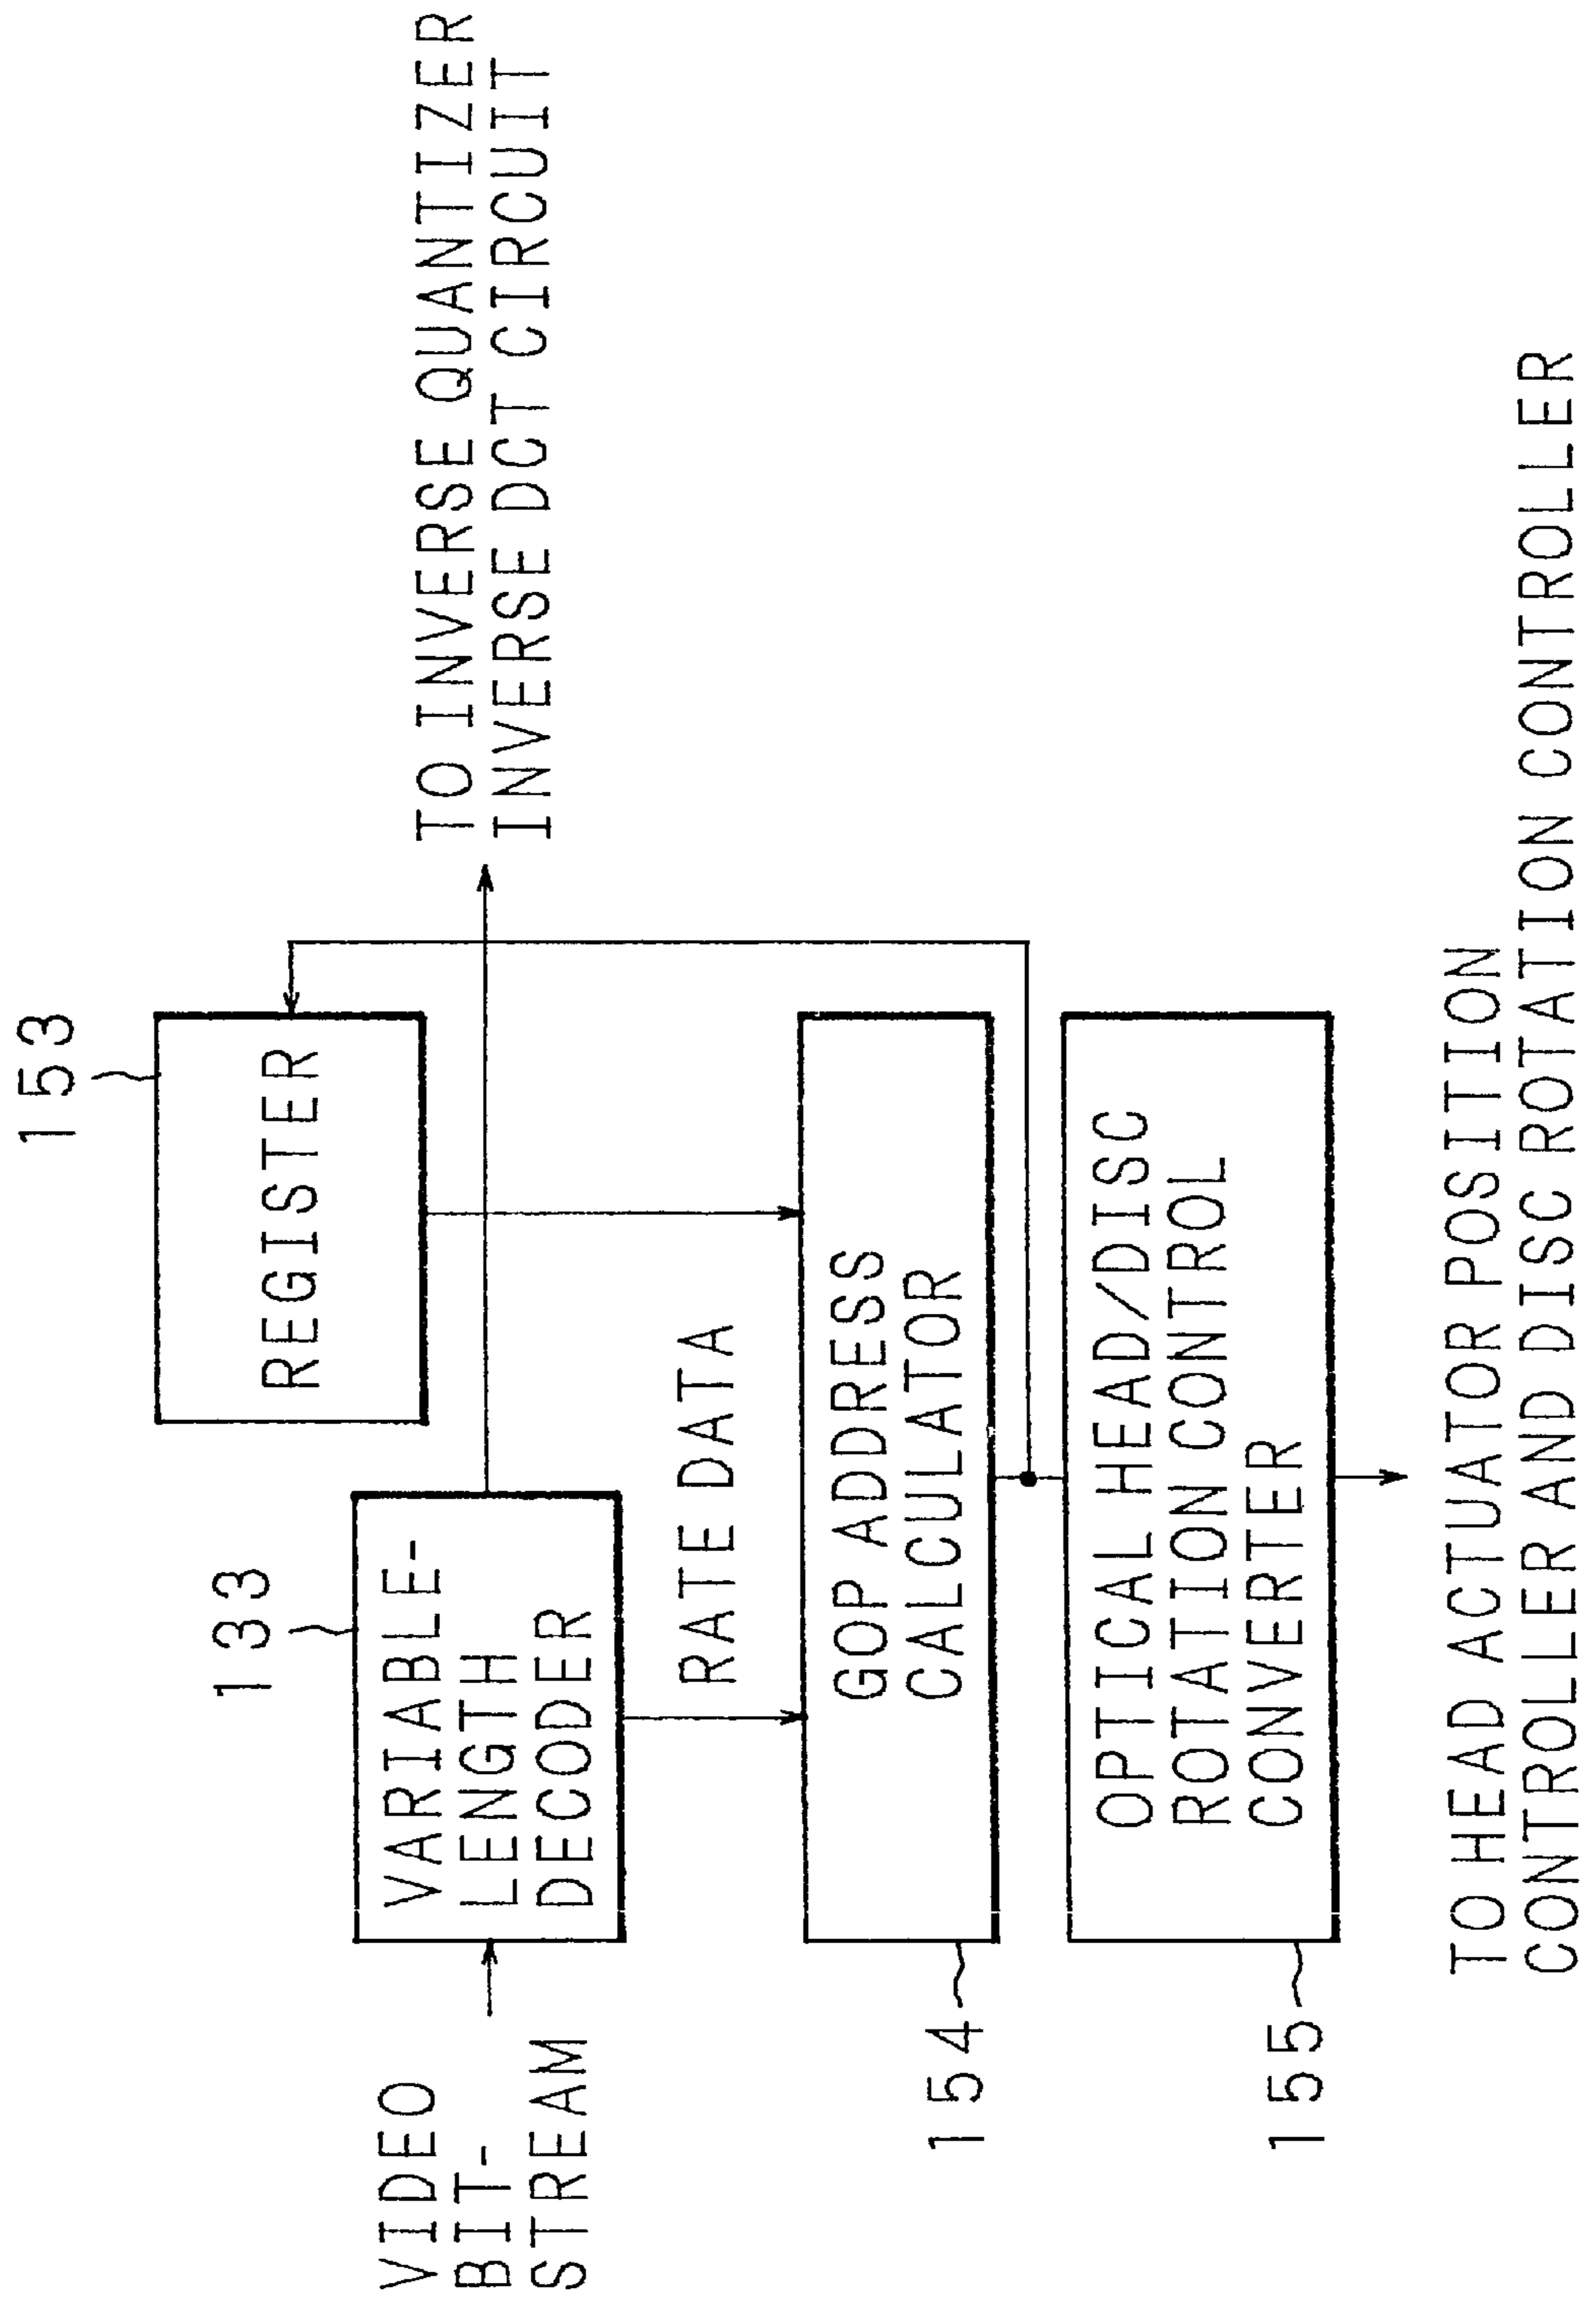 153
REGISTER
133
VARIABLE-
LENGTH
DECODER
TO INVERSE QUANTIZER
INVERSE DCT CIRCUIT
VIDEO
BIT-
STREAM
RATE DATA
GOP ADDRESS
CALCULATOR
154
OPTICAL HEAD/DISC
ROTATION CONTROL
CONVERTER
155
TO HEAD ACTUATOR POSITION
CONTROLLER AND DISC ROTATION CONTROLLER